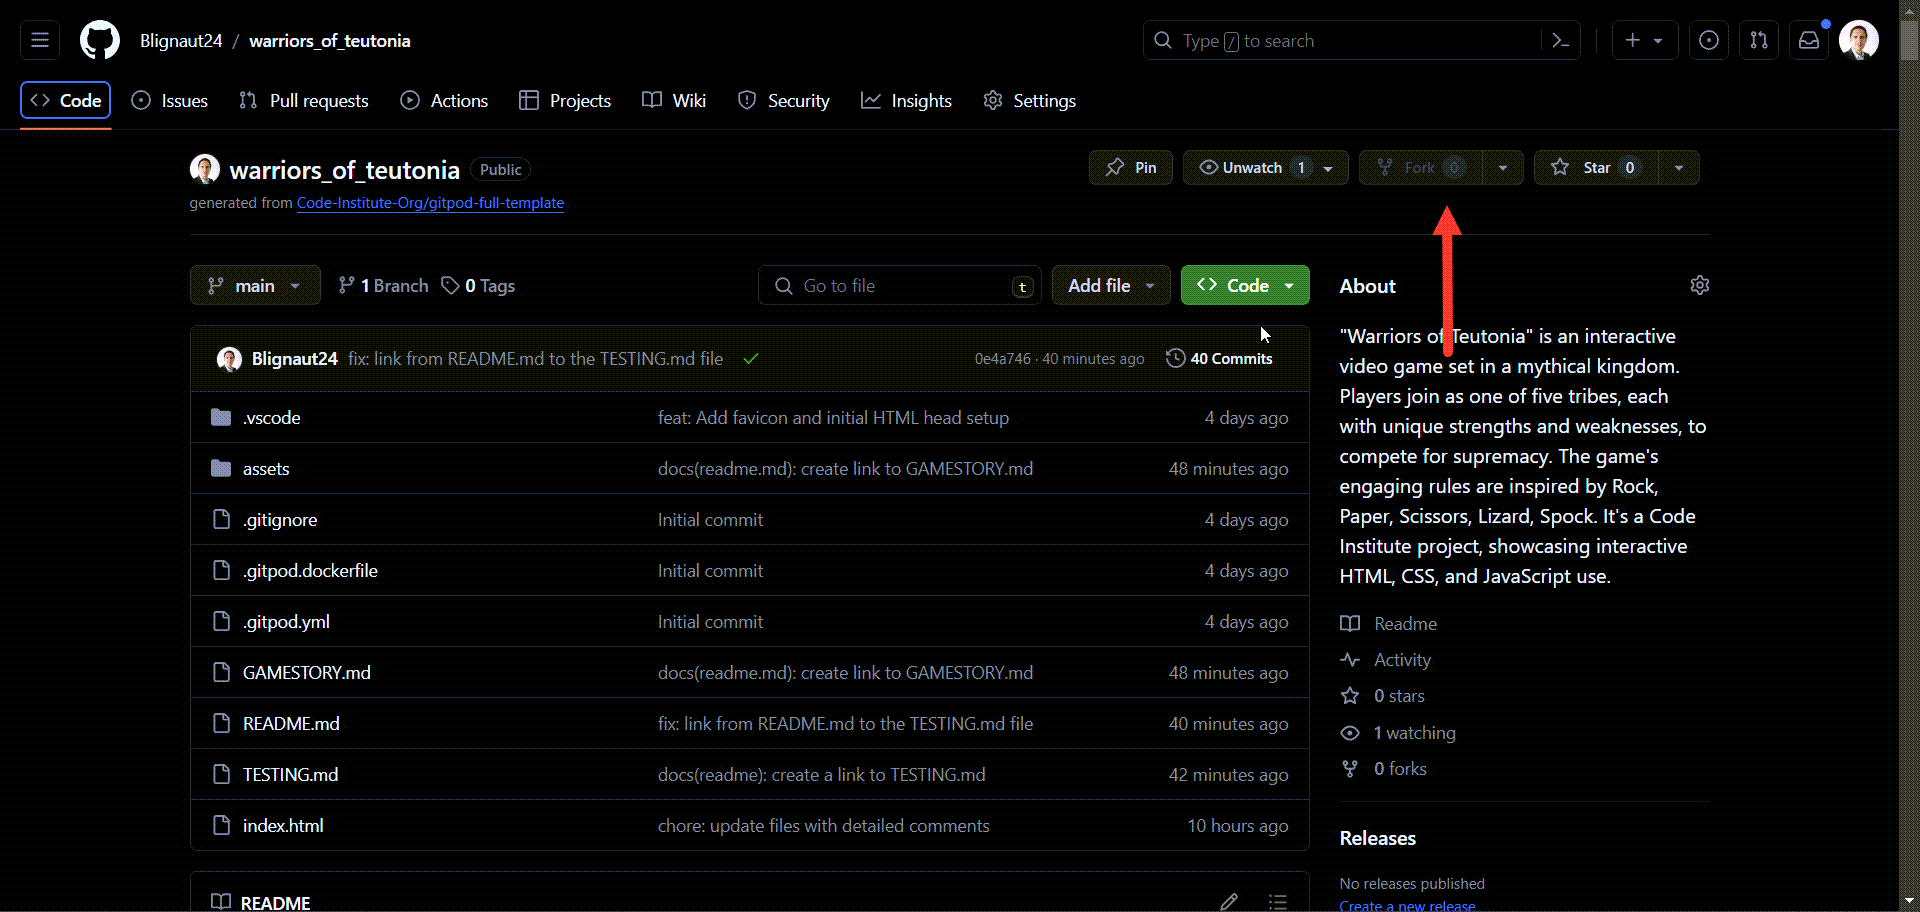 Blignaut24 / warriors_of_teutonia
Type / to search
Code Issues Pull requests Actions Projects Wiki Security Insights Settings
warriors_of_teutonia Public
Pin Unwatch 1 Fork 0 Star 0
generated from Code-Institute-Org/gitpod-full-template
main 1 Branch 0 Tags Go to file t Add file Code
Blignaut24 fix: link from README.md to the TESTING.md file 0e4a746 · 40 minutes ago 40 Commits
.vscode feat: Add favicon and initial HTML head setup 4 days ago
assets docs(readme.md): create link to GAMESTORY.md 48 minutes ago
.gitignore Initial commit 4 days ago
.gitpod.dockerfile Initial commit 4 days ago
.gitpod.yml Initial commit 4 days ago
GAMESTORY.md docs(readme.md): create link to GAMESTORY.md 48 minutes ago
README.md fix: link from README.md to the TESTING.md file 40 minutes ago
TESTING.md docs(readme): create a link to TESTING.md 42 minutes ago
index.html chore: update files with detailed comments 10 hours ago
README
About
"Warriors of Teutonia" is an interactive
video game set in a mythical kingdom.
Players join as one of five tribes, each
with unique strengths and weaknesses, to
compete for supremacy. The game's
engaging rules are inspired by Rock,
Paper, Scissors, Lizard, Spock. It's a Code
Institute project, showcasing interactive
HTML, CSS, and JavaScript use.
Readme
Activity
0 stars
1 watching
0 forks
Releases
No releases published
Create a new release